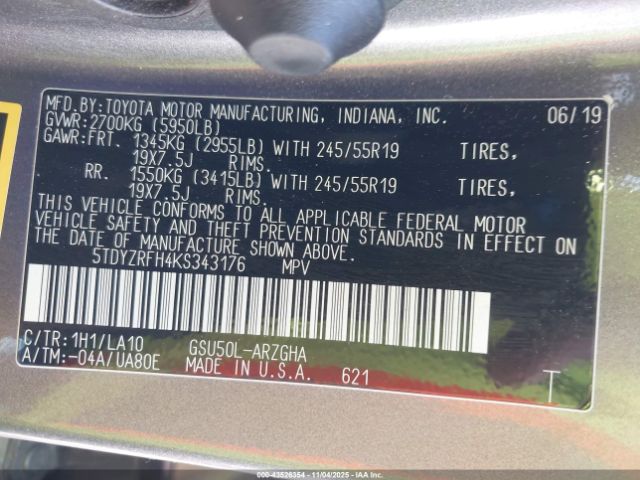 MFD.BY:TOYOTA MOTOR MANUFACTURING, INDIANA, INC. 06/19
GVWR:2700KG (5950LB)
GAWR:FRT. 1345KG (2955LB) WITH 245/55R19 TIRES,
19X7.5J RIMS.
RR. 1550KG (3415LB) WITH 245/55R19 TIRES,
19X7.5J RIMS.
THIS VEHICLE CONFORMS TO ALL APPLICABLE FEDERAL MOTOR
VEHICLE SAFETY AND THEFT PREVENTION STANDARDS IN EFFECT ON
THE DATE OF MANUFACTURE SHOWN ABOVE.
5TDYZRFH4KS343176 MPV
C/TR:1H1/LA10 GSU50L-ARZGHA
A/TM:-04A/UA80E MADE IN U.S.A. 621 T
© 000-43526354 - 11/04/2025 - IAAI.com